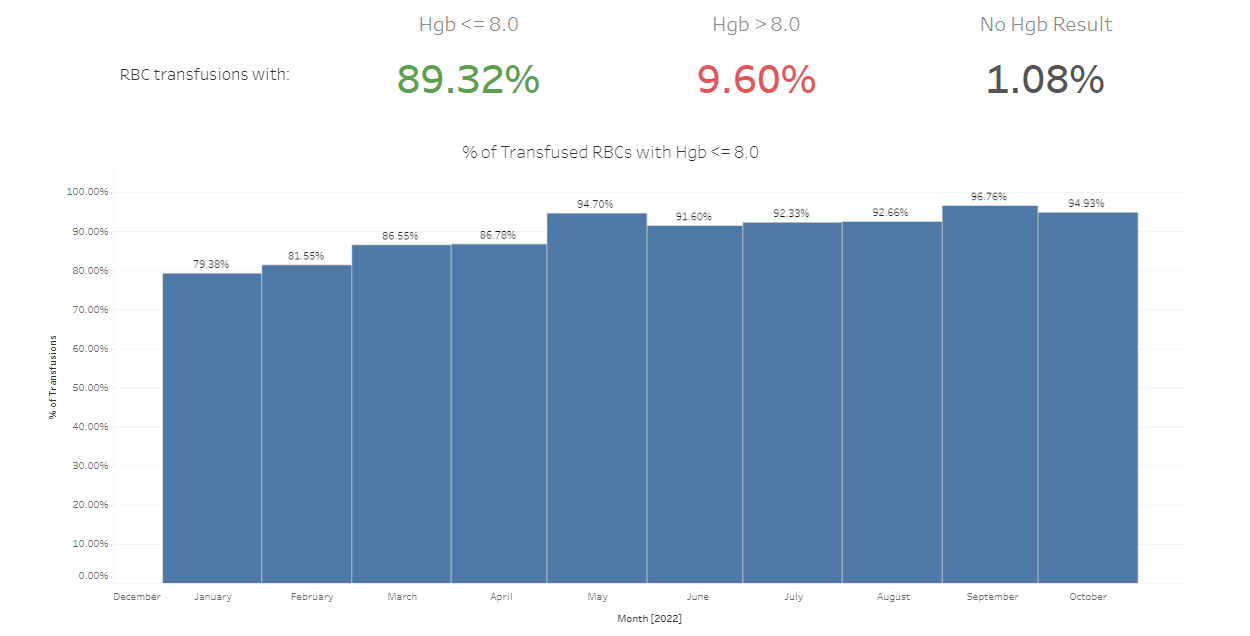 Hgb <= 8.0 Hgb > 8.0 No Hgb Result
RBC transfusions with: 89.32% 9.60% 1.08%
% of Transfused RBCs with Hgb <= 8.0
100.00%
90.00%
80.00%
70.00%
60.00%
50.00%
40.00%
30.00%
20.00%
10.00%
0.00%
% of Transfusions
79.38% 81.55% 86.55% 86.78% 94.70% 91.60% 92.33% 92.66% 96.76% 94.93%
December January February March April May June July August September October
Month [2022]